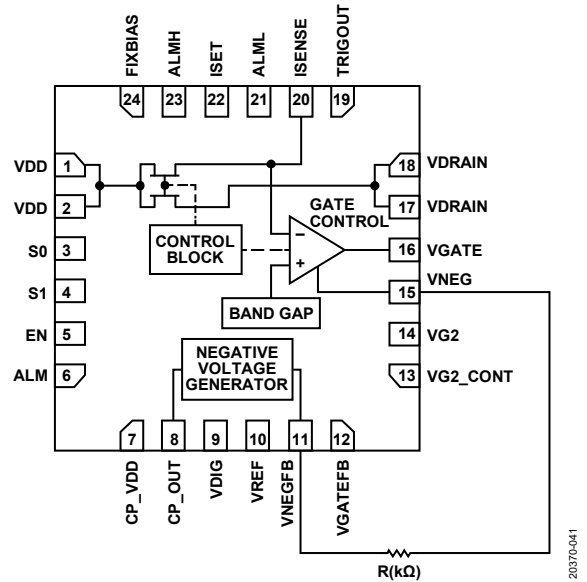 FIXBIAS
ALMH
ISET
ALML
ISENSE
TRIGOUT
24
23
22
21
20
19
VDD
1
18
VDRAIN
VDD
2
17
VDRAIN
GATE
CONTROL
S0
3
CONTROL
BLOCK
–
+
16
VGATE
S1
4
15
VNEG
BAND GAP
EN
5
14
VG2
NEGATIVE
VOLTAGE
GENERATOR
ALM
6
13
VG2_CONT
7
8
9
10
11
12
CP_VDD
CP_OUT
VDIG
VREF
VNEGFB
VGATEFB
R(kΩ)
20370-041